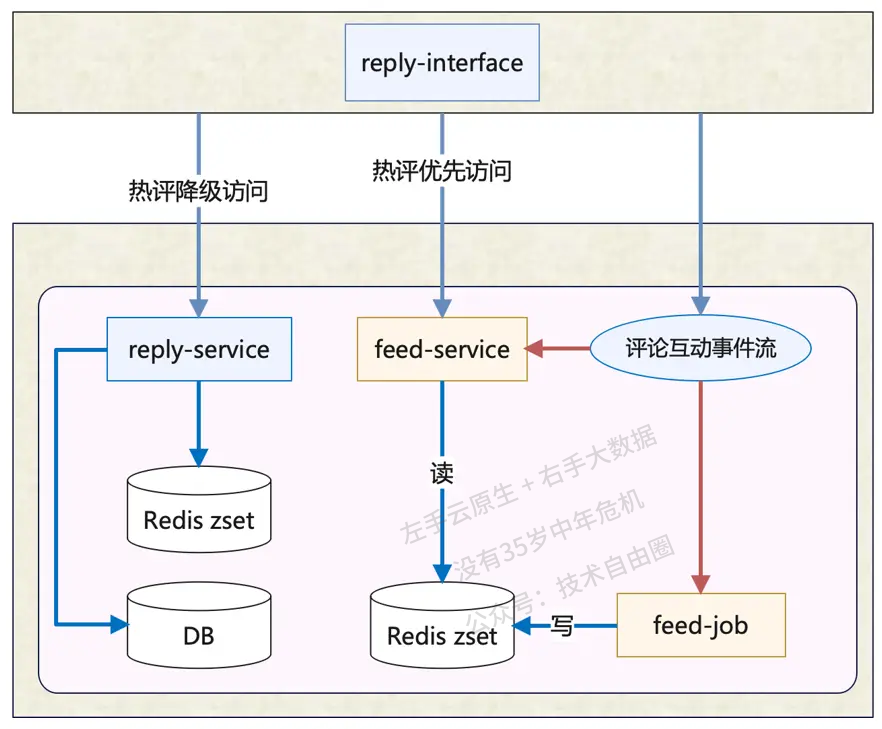 reply-interface
热评降级访问
热评优先访问
reply-service
feed-service
评论互动事件流
读
左手云原生 + 右手大数据
没有35岁中年危机
公众号：技术自由圈
Redis zset
DB
Redis zset
写
feed-job